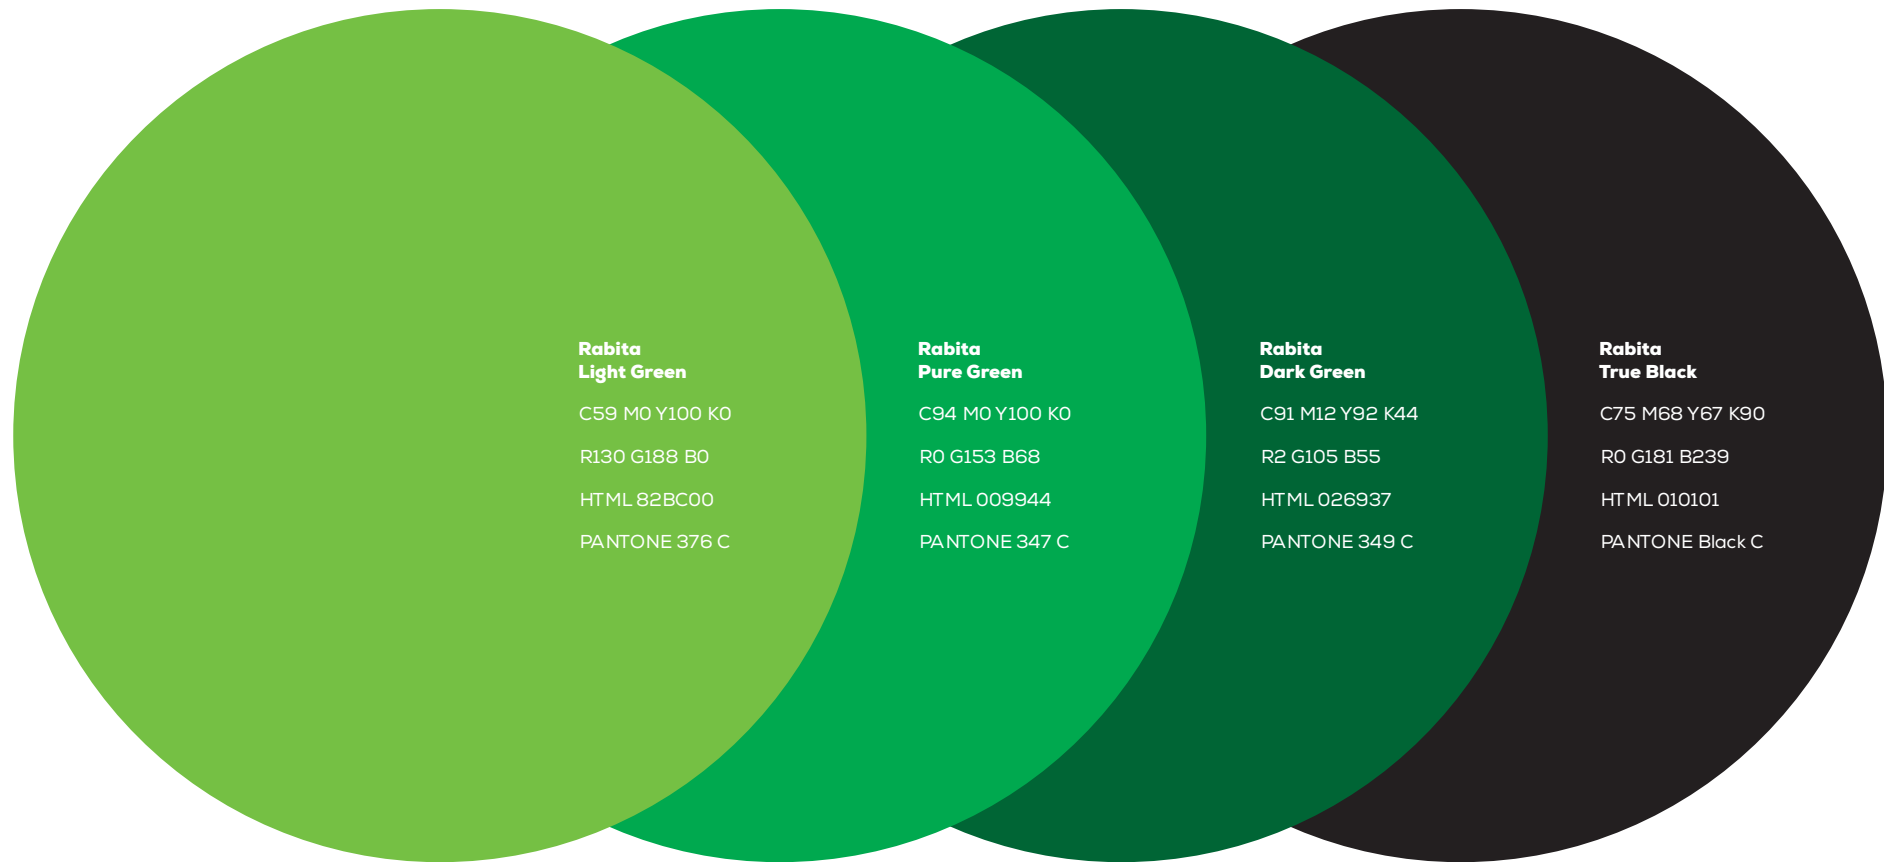 Rabita
Light Green
C59 M0 Y100 K0
R130 G188 B0
HTML 82BC00
PANTONE 376 C
Rabita
Pure Green
C94 M0 Y100 K0
R0 G153 B68
HTML 009944
PANTONE 347 C
Rabita
Dark Green
C91 M12 Y92 K44
R2 G105 B55
HTML 026937
PANTONE 349 C
Rabita
True Black
C75 M68 Y67 K90
R0 G181 B239
HTML 010101
PANTONE Black C